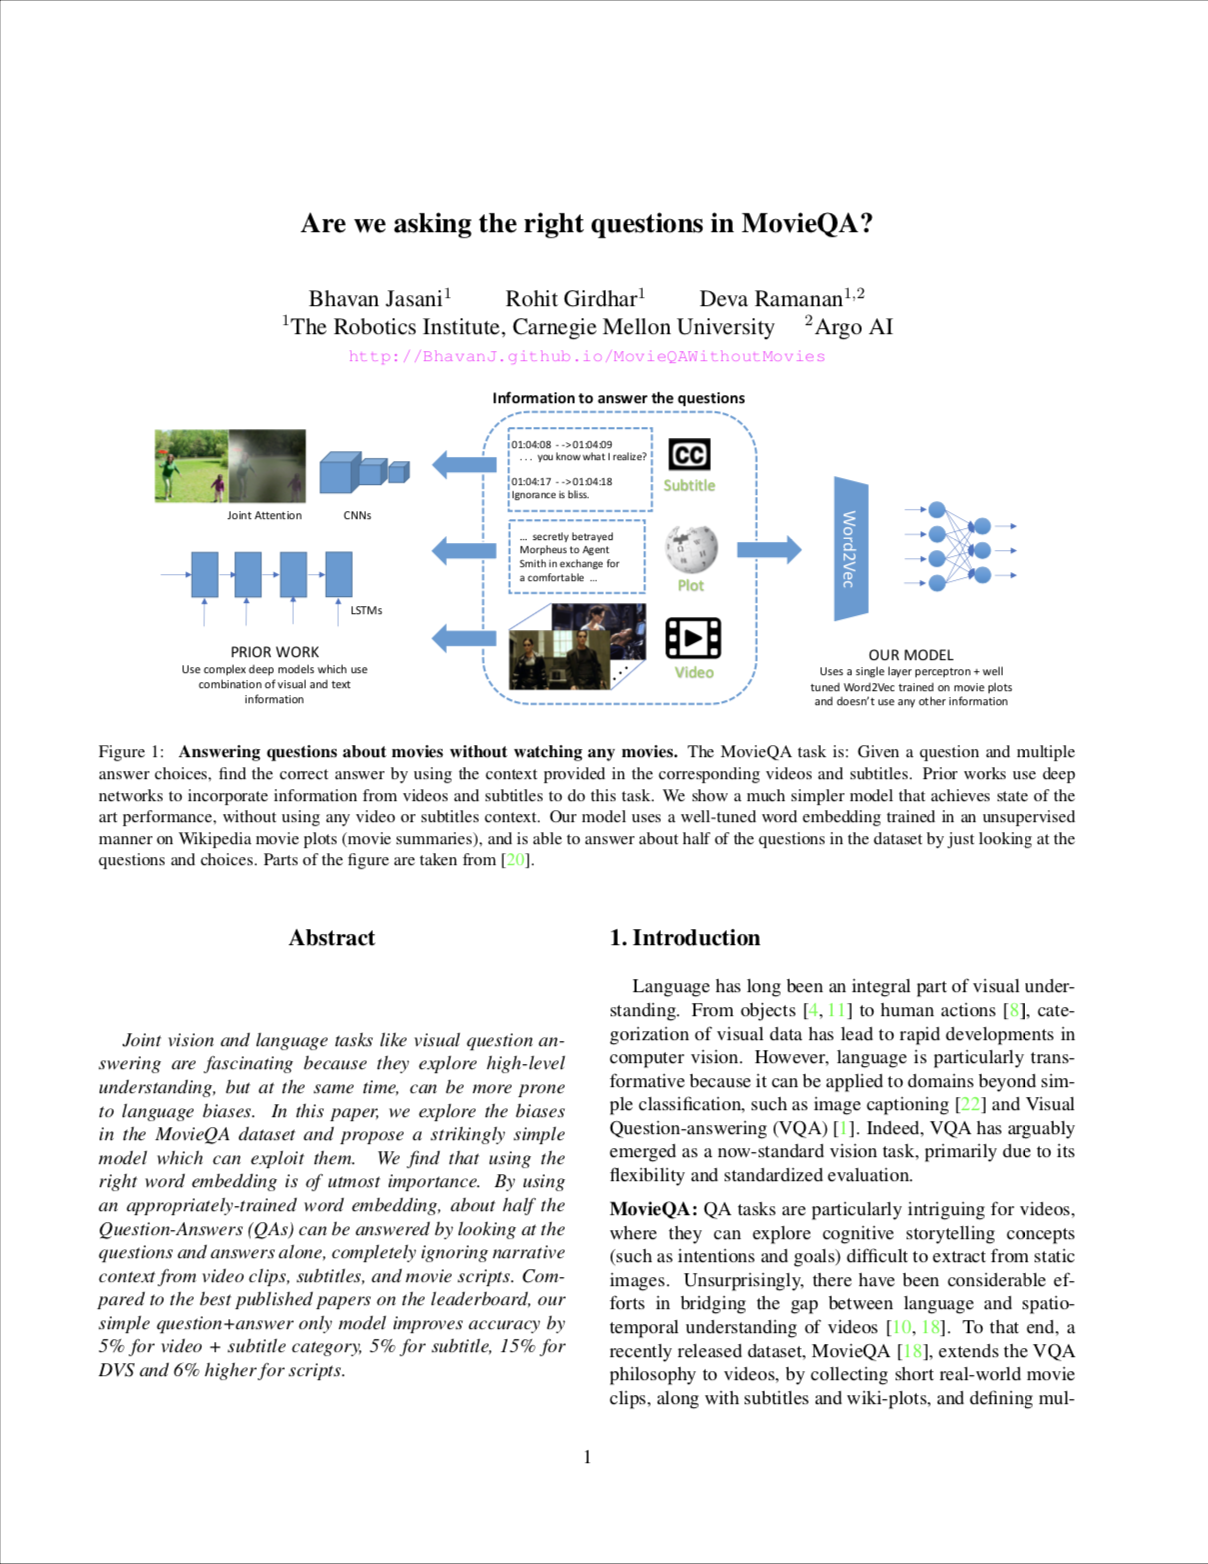 Are we asking the right questions in MovieQA?
Bhavan Jasani1 Rohit Girdhar1 Deva Ramanan1,2
1The Robotics Institute, Carnegie Mellon University 2Argo AI
http://BhavanJ.github.io/MovieQAWithoutMovies
Information to answer the questions
Joint Attention
CNNs
LSTMs
PRIOR WORK
Use complex deep models which use
combination of visual and text
information
01:04:08 -->01:04:09
... you know what I realize?
01:04:17 -->01:04:18
Ignorance is bliss.
CC
Subtitle
... secretly betrayed
Morpheus to Agent
Smith in exchange for
a comfortable ...
Plot
Video
Word2Vec
OUR MODEL
Uses a single layer perceptron + well
tuned Word2Vec trained on movie plots
and doesn't use any other information
Figure 1: Answering questions about movies without watching any movies. The MovieQA task is: Given a question and multiple
answer choices, find the correct answer by using the context provided in the corresponding videos and subtitles. Prior works use deep
networks to incorporate information from videos and subtitles to do this task. We show a much simpler model that achieves state of the
art performance, without using any video or subtitles context. Our model uses a well-tuned word embedding trained in an unsupervised
manner on Wikipedia movie plots (movie summaries), and is able to answer about half of the questions in the dataset by just looking at the
questions and choices. Parts of the figure are taken from [20].
Abstract
Joint vision and language tasks like visual question an-
swering are fascinating because they explore high-level
understanding, but at the same time, can be more prone
to language biases. In this paper, we explore the biases
in the MovieQA dataset and propose a strikingly simple
model which can exploit them. We find that using the
right word embedding is of utmost importance. By using
an appropriately-trained word embedding, about half the
Question-Answers (QAs) can be answered by looking at the
questions and answers alone, completely ignoring narrative
context from video clips, subtitles, and movie scripts. Com-
pared to the best published papers on the leaderboard, our
simple question+answer only model improves accuracy by
5% for video + subtitle category, 5% for subtitle, 15% for
DVS and 6% higher for scripts.
1. Introduction
Language has long been an integral part of visual under-
standing. From objects [4, 11] to human actions [8], cate-
gorization of visual data has lead to rapid developments in
computer vision. However, language is particularly trans-
formative because it can be applied to domains beyond sim-
ple classification, such as image captioning [22] and Visual
Question-answering (VQA) [1]. Indeed, VQA has arguably
emerged as a now-standard vision task, primarily due to its
flexibility and standardized evaluation.
MovieQA: QA tasks are particularly intriguing for videos,
where they can explore cognitive storytelling concepts
(such as intentions and goals) difficult to extract from static
images. Unsurprisingly, there have been considerable ef-
forts in bridging the gap between language and spatio-
temporal understanding of videos [10, 18]. To that end, a
recently released dataset, MovieQA [18], extends the VQA
philosophy to videos, by collecting short real-world movie
clips, along with subtitles and wiki-plots, and defining mul-
1